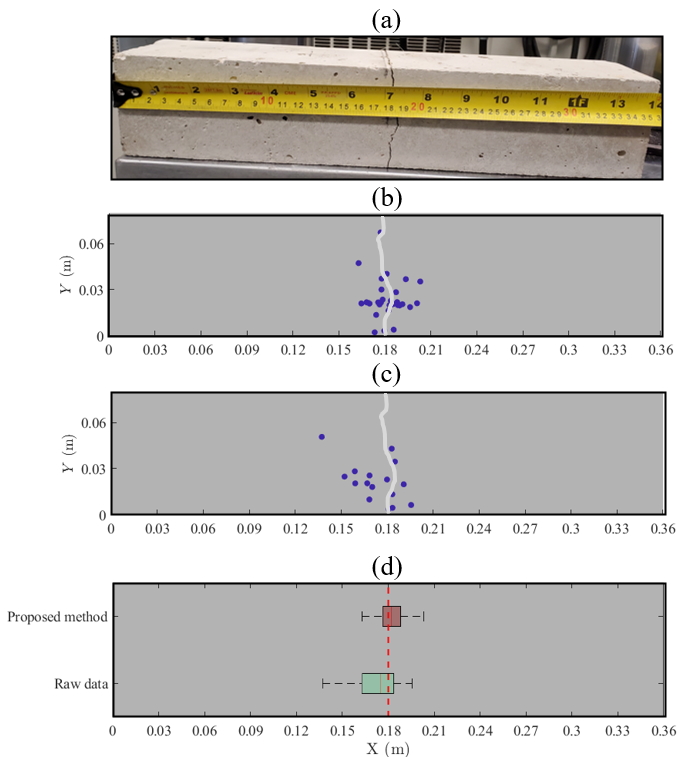 (a)
1 2 3 4 5 6 7 8 9 10 11 1F 13 14
2 3 4 5 6 7 8 9 10 11 12 13 14 15 16 17 18 19 20 21 22 23 24 25 26 27 28 29 30 31 32 33 34 35
(b)
0.06
0.03
0
Y (m)
0 0.03 0.06 0.09 0.12 0.15 0.18 0.21 0.24 0.27 0.3 0.33 0.36
(c)
0.06
0.03
0
Y (m)
0 0.03 0.06 0.09 0.12 0.15 0.18 0.21 0.24 0.27 0.3 0.33 0.36
(d)
Proposed method
Raw data
0 0.03 0.06 0.09 0.12 0.15 0.18 0.21 0.24 0.27 0.3 0.33 0.36
X (m)